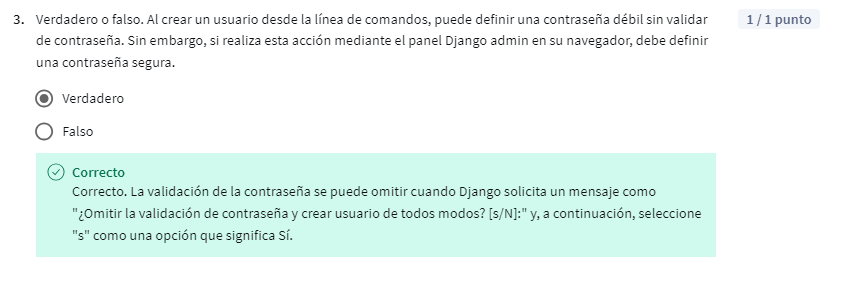 3. Verdadero o falso. Al crear un usuario desde la línea de comandos, puede definir una contraseña débil sin validar
1 / 1 punto
de contraseña. Sin embargo, si realiza esta acción mediante el panel Django admin en su navegador, debe definir
una contraseña segura.
Verdadero
Falso
Correcto
Correcto. La validación de la contraseña se puede omitir cuando Django solicita un mensaje como
"¿Omitir la validación de contraseña y crear usuario de todos modos? [s/N]:" y, a continuación, seleccione
"s" como una opción que significa Sí.